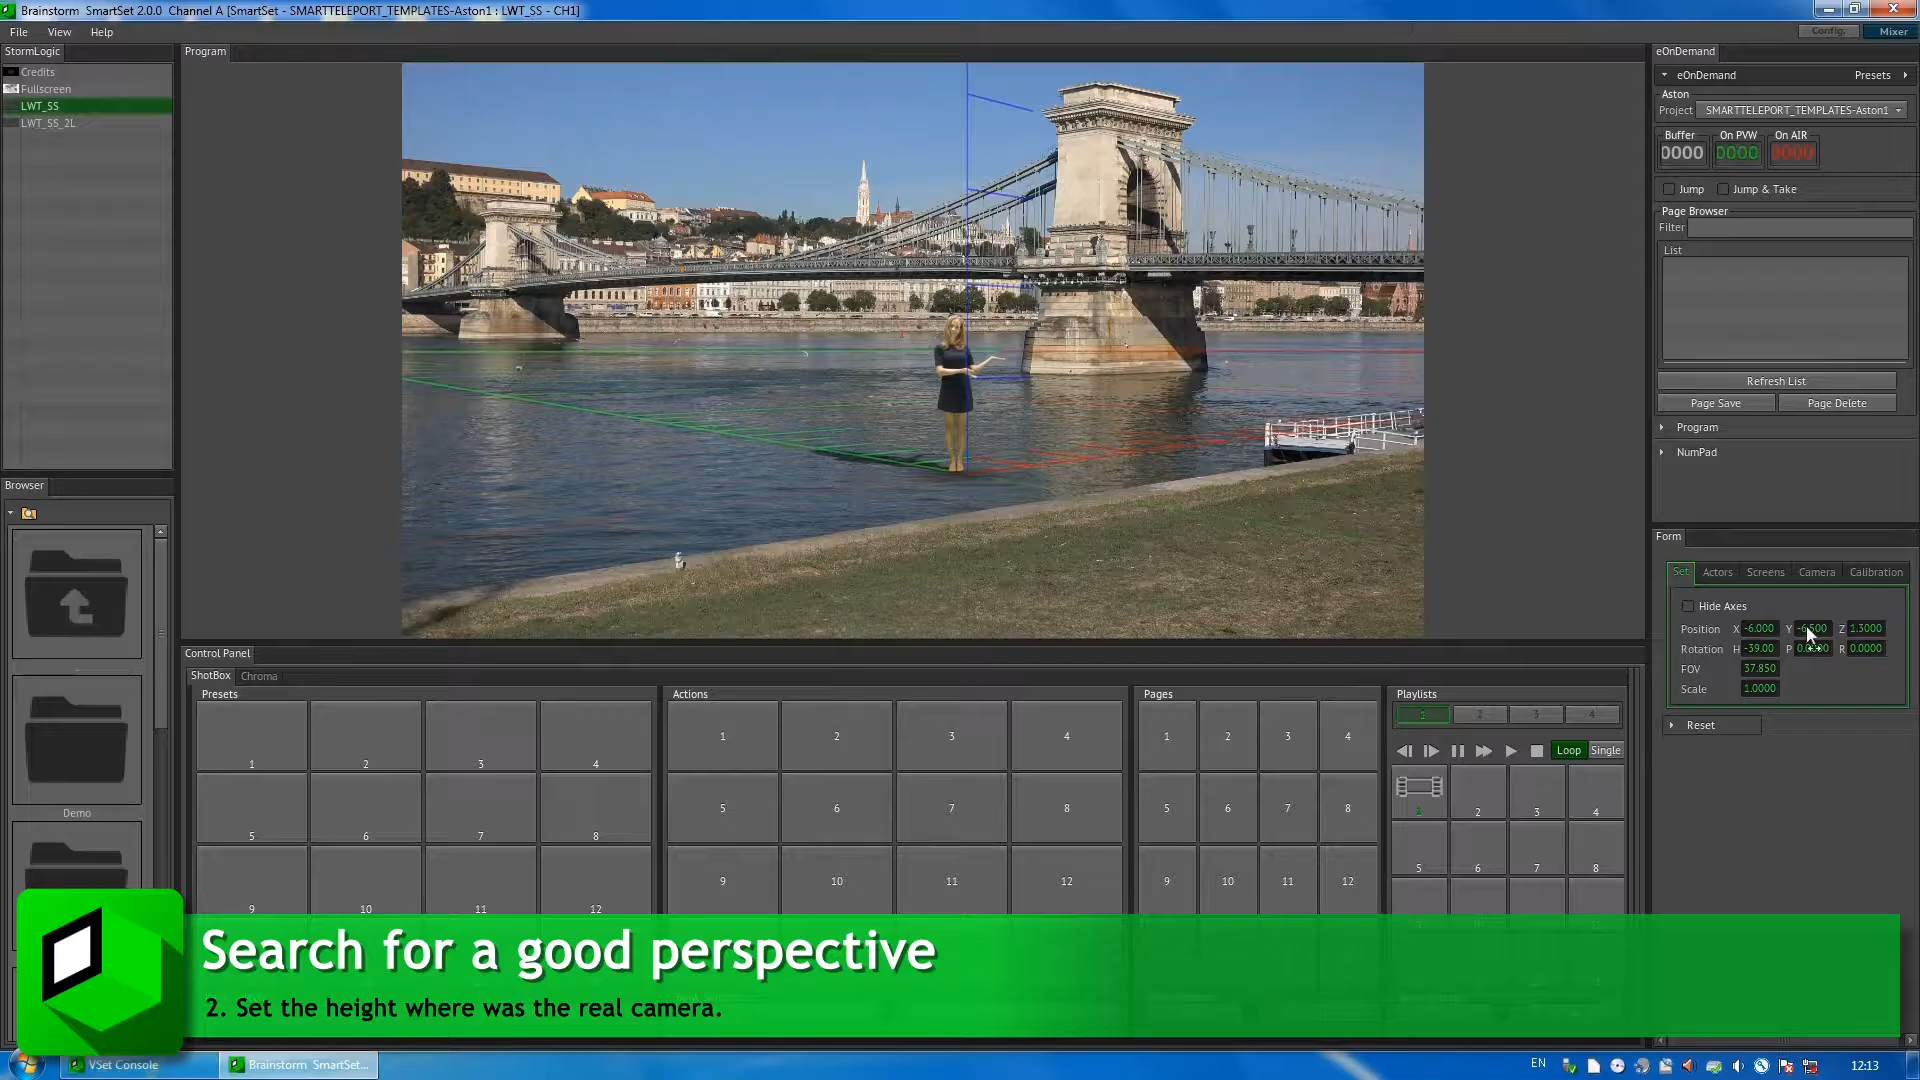 Brainstorm SmartSet 2.0.0 Channel A [SmartSet - SMARTTELEPORT_TEMPLATES-Aston1 : LWT_SS - CH1]
File View Help
Config. Mixer
StormLogic
Credits
Fullscreen
LWT_SS
LWT_SS_2L
Program
eOnDemand
eOnDemand Presets
Aston
Project SMARTTELEPORT_TEMPLATES-Aston1
Buffer On PVW On AIR
0000 0000 0000
Jump Jump & Take
Page Browser
Filter
List
Refresh List
Page Save Page Delete
Program
NumPad
Browser
Demo
Form
Set Actors Screens Camera Calibration
Hide Axes
Position X -6.000 Y -6.500 Z 1.3000
Rotation H -39.00 P R 0.0000
FOV 37.850
Scale 1.0000
Reset
Control Panel
ShotBox Chroma
Presets Actions Pages Playlists
1 2 3 4
5 6 7 8
9 10 11 12
1 2 3 4
5 6 7 8
9 10 11 12
1 2 3 4
5 6 7 8
9 10 11 12
1 2 3 4
Loop Single
1 2 3 4
5 6 7 8
Search for a good perspective
2. Set the height where was the real camera.
VSet Console
Brainstorm SmartSet...
EN
12:13